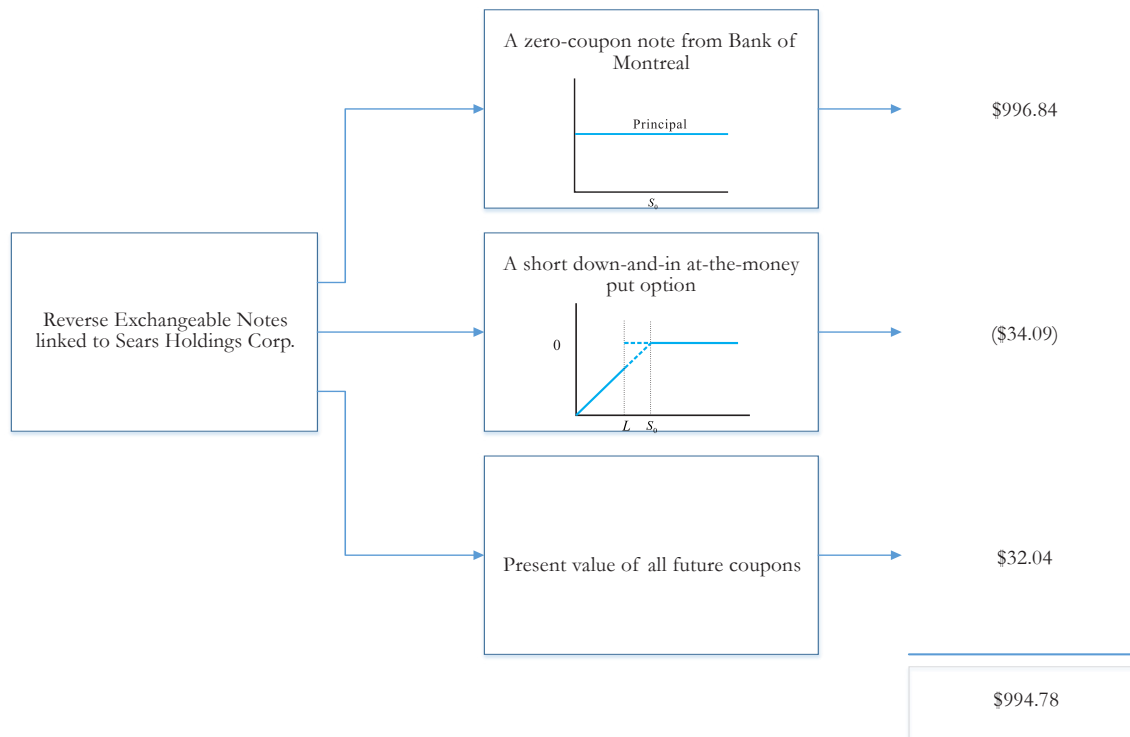 A zero-coupon note from Bank of
Montreal
Principal
S₀
$996.84
Reverse Exchangeable Notes
linked to Sears Holdings Corp.
A short down-and-in at-the-money
put option
0
L S₀
($34.09)
Present value of all future coupons
$32.04
$994.78